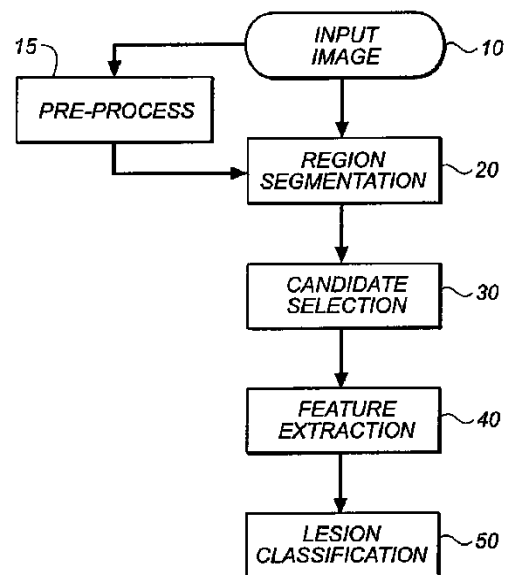 INPUT
IMAGE
10
15
PRE-PROCESS
REGION
SEGMENTATION
20
CANDIDATE
SELECTION
30
FEATURE
EXTRACTION
40
LESION
CLASSIFICATION
50